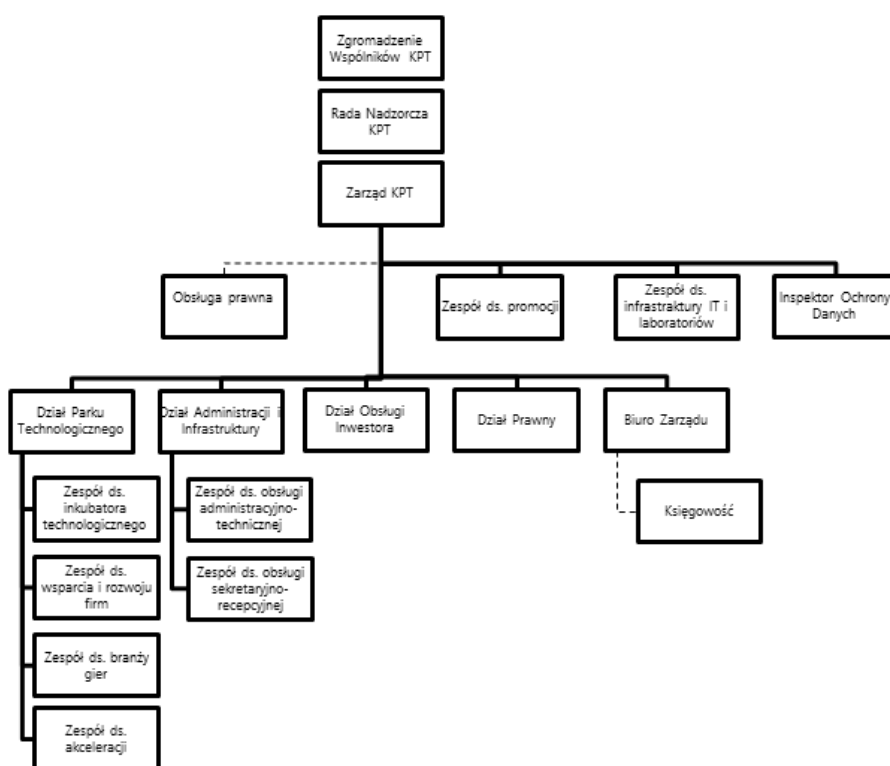 Zgromadzenie
Wspólników KPT
Rada Nadzorcza
KPT
Zarząd KPT
Obsługa prawna
Zespół ds. promocji
Zespół ds.
infrastraktury IT i
laboratoriów
Inspektor Ochrony
Danych
Dział Parku
Technologicznego
Dział Administracji i
Infrastruktury
Dział Obsługi
Inwestora
Dział Prawny
Biuro Zarządu
Zespół ds.
inkubatora
technologicznego
Zespół ds. obsługi
administracyjno-
technicznej
Księgowość
Zespół ds.
wsparcia i rozwoju
firm
Zespół ds. obsługi
sekretaryjno-
recepcyjnej
Zespół ds. branży
gier
Zespół ds.
akceleracji